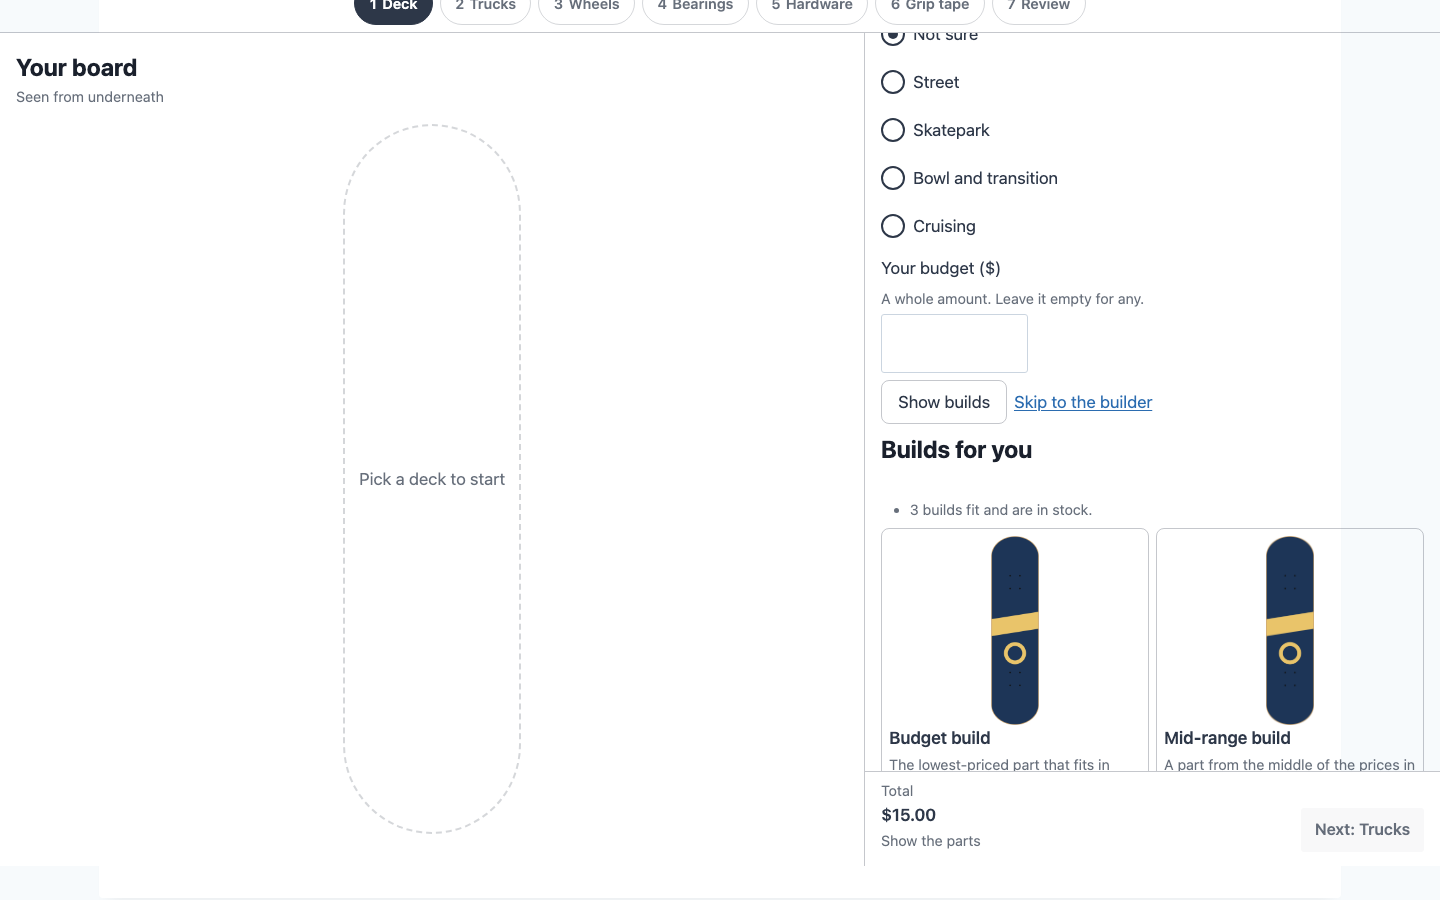 1 Deck
2 Trucks
3 Wheels
4 Bearings
5 Hardware
6 Grip tape
7 Review
Your board
Seen from underneath
Pick a deck to start
Not sure
Street
Skatepark
Bowl and transition
Cruising
Your budget ($)
A whole amount. Leave it empty for any.
Show builds
Skip to the builder
Builds for you
3 builds fit and are in stock.
Budget build
The lowest-priced part that fits in
Mid-range build
A part from the middle of the prices in
Total
$15.00
Show the parts
Next: Trucks